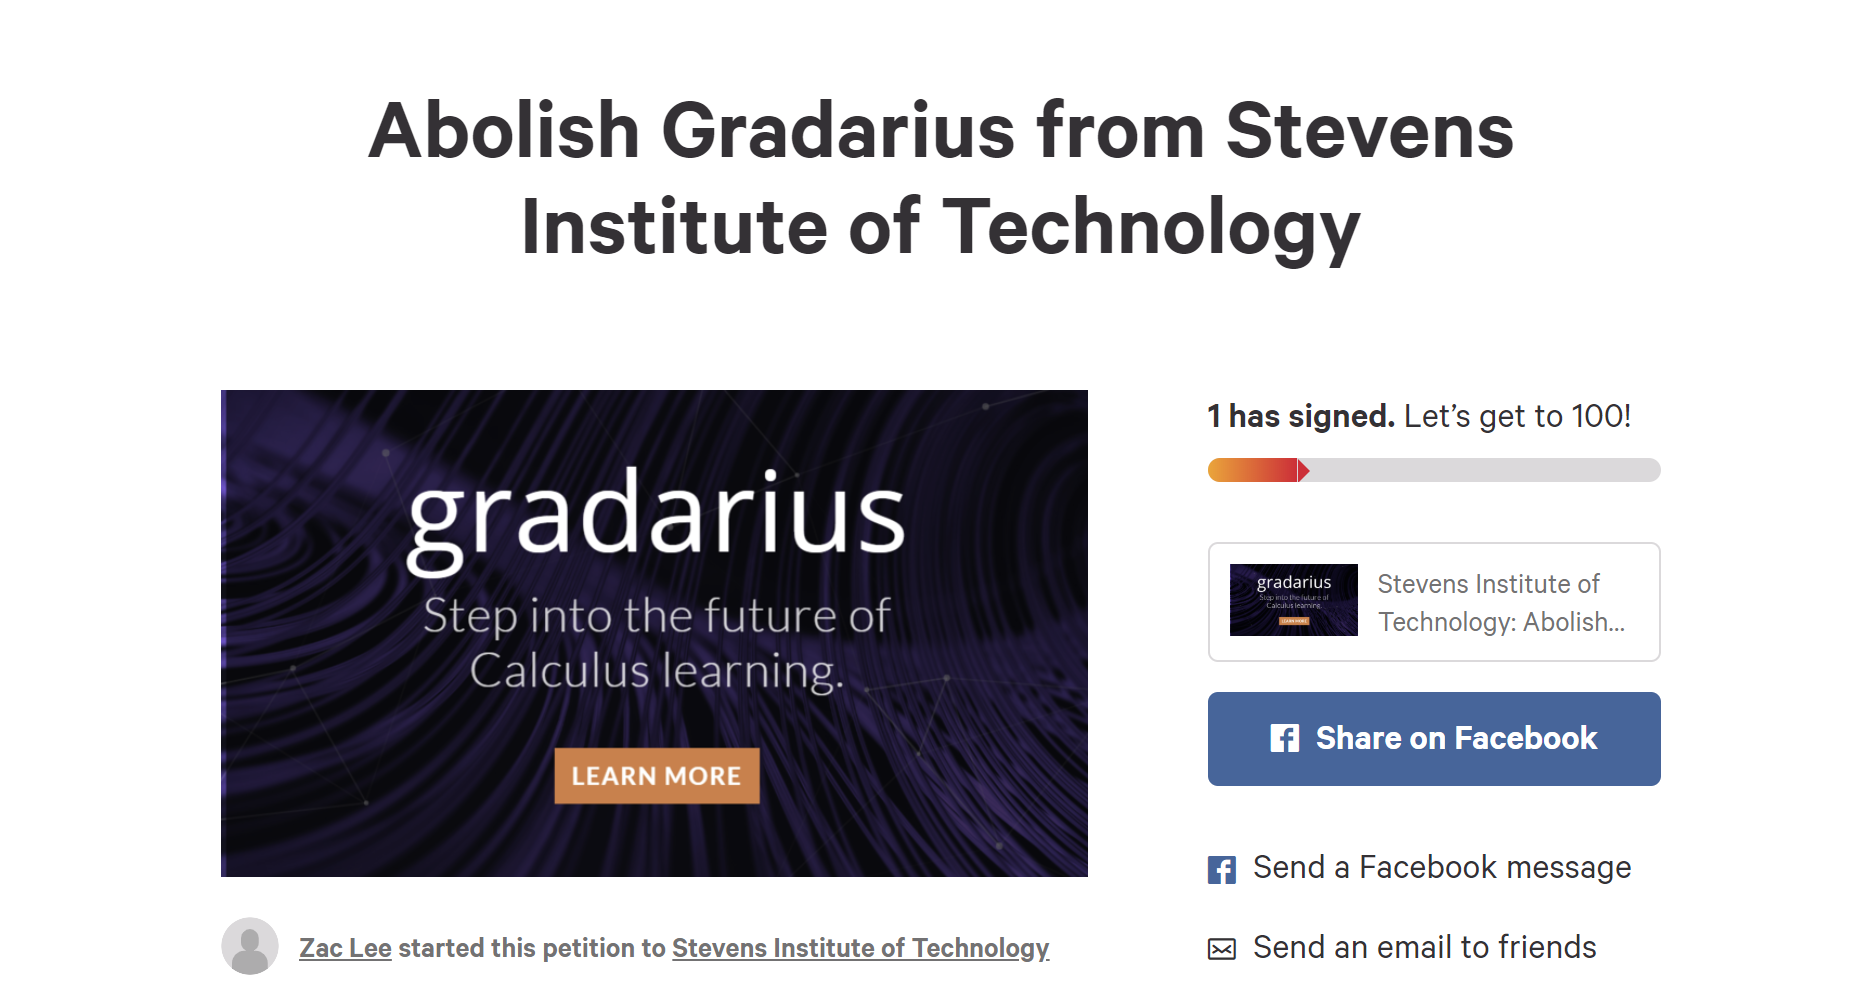 Abolish Gradarius from Stevens
Institute of Technology
gradarius
Step into the future of
Calculus learning.
LEARN MORE
Zac Lee started this petition to Stevens Institute of Technology
1 has signed. Let's get to 100!
gradarius
Step into the future of
Calculus learning.
LEARN MORE
Stevens Institute of
Technology: Abolish...
Share on Facebook
Send a Facebook message
Send an email to friends